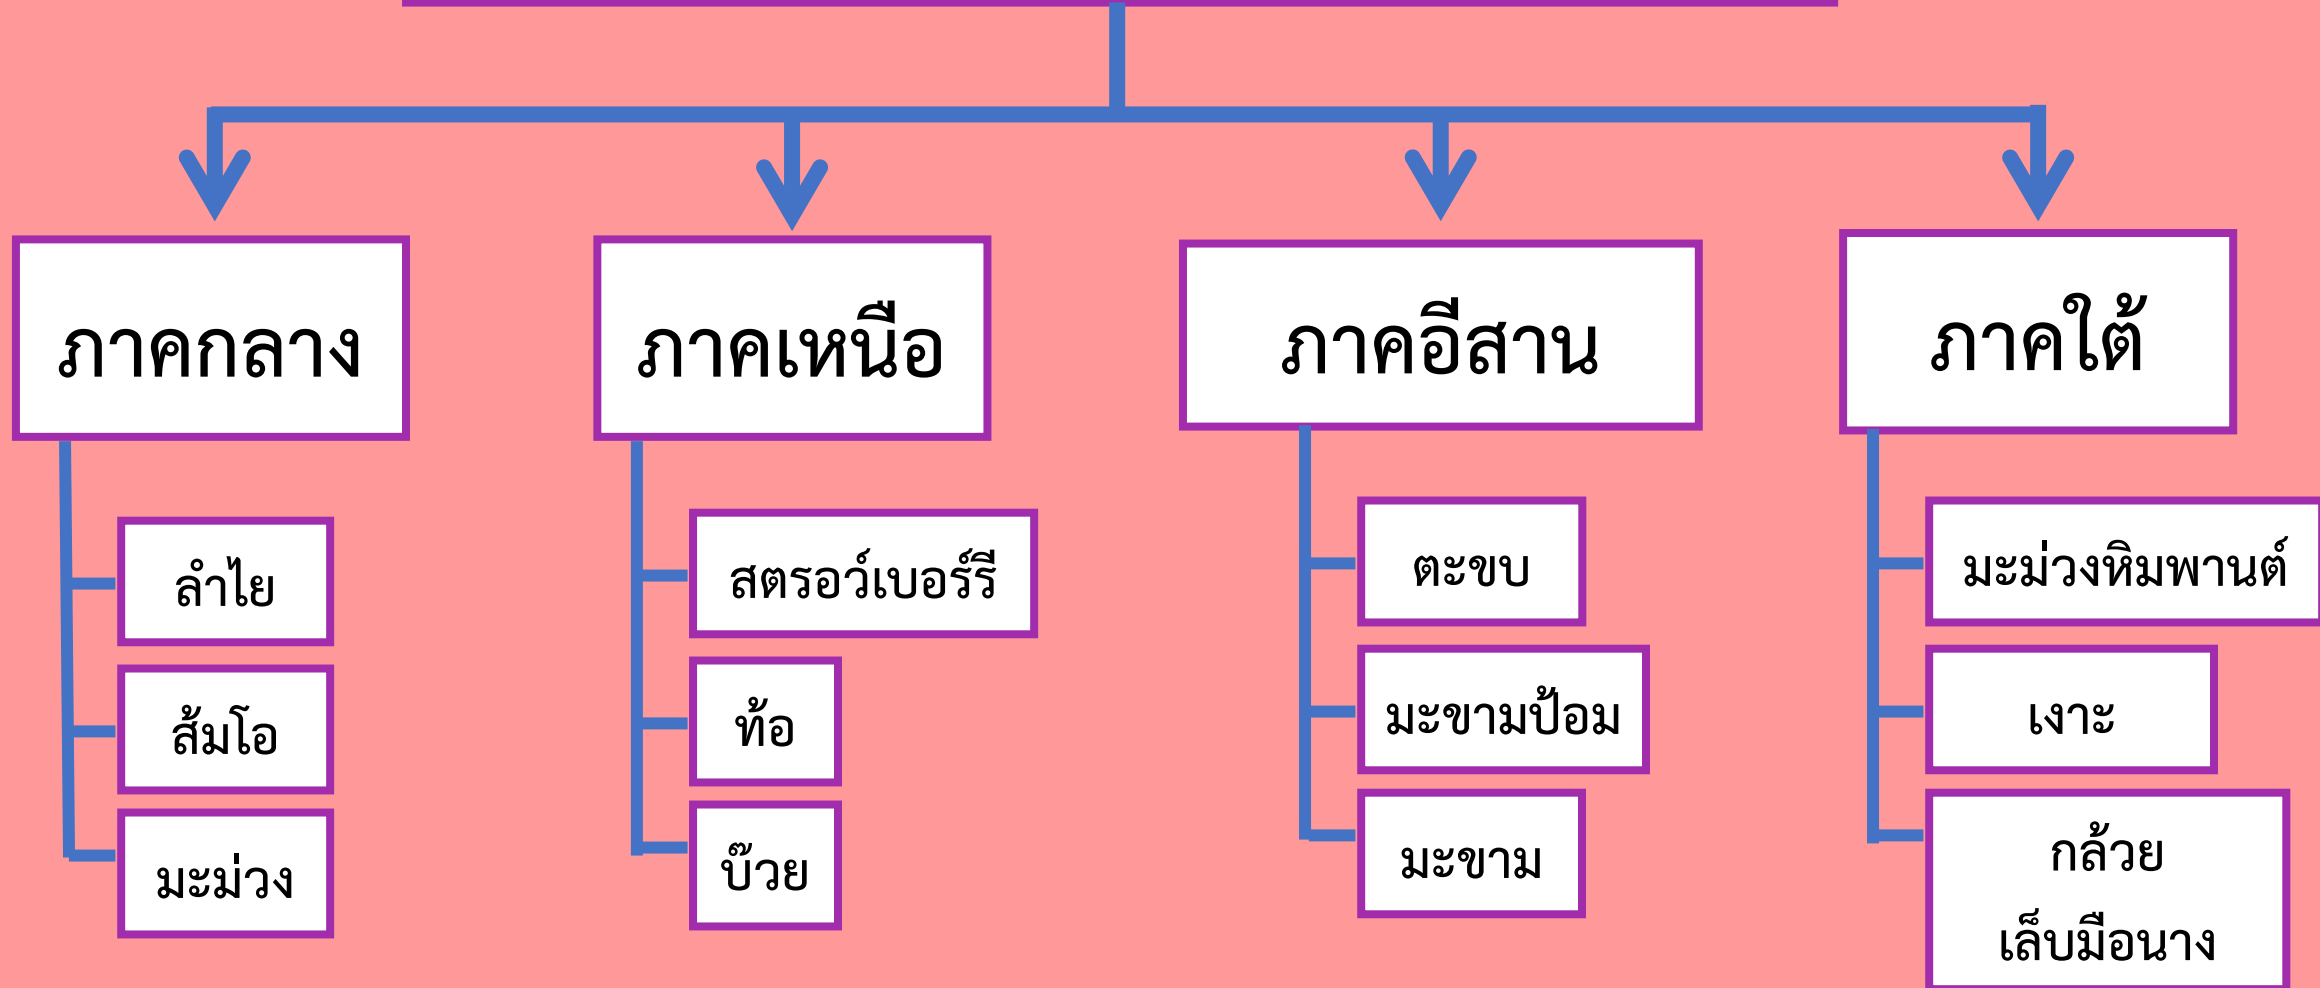 ภาคกลาง
ภาคเหนือ
ภาคอีสาน
ภาคใต้
ลำไย
ส้มโอ
มะม่วง
สตรอว์เบอร์รี
ท้อ
บ๊วย
ตะขบ
มะขามป้อม
มะขาม
มะม่วงหิมพานต์
เงาะ
กล้วย
เล็บมือนาง